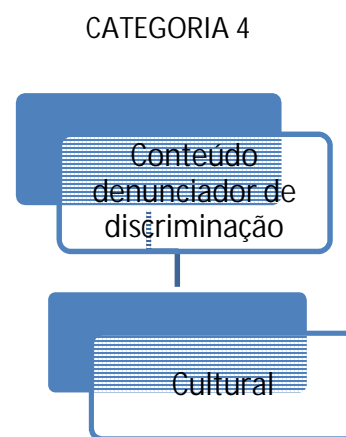 CATEGORIA 4
Conteúdo
denunciador de
discriminação
Cultural